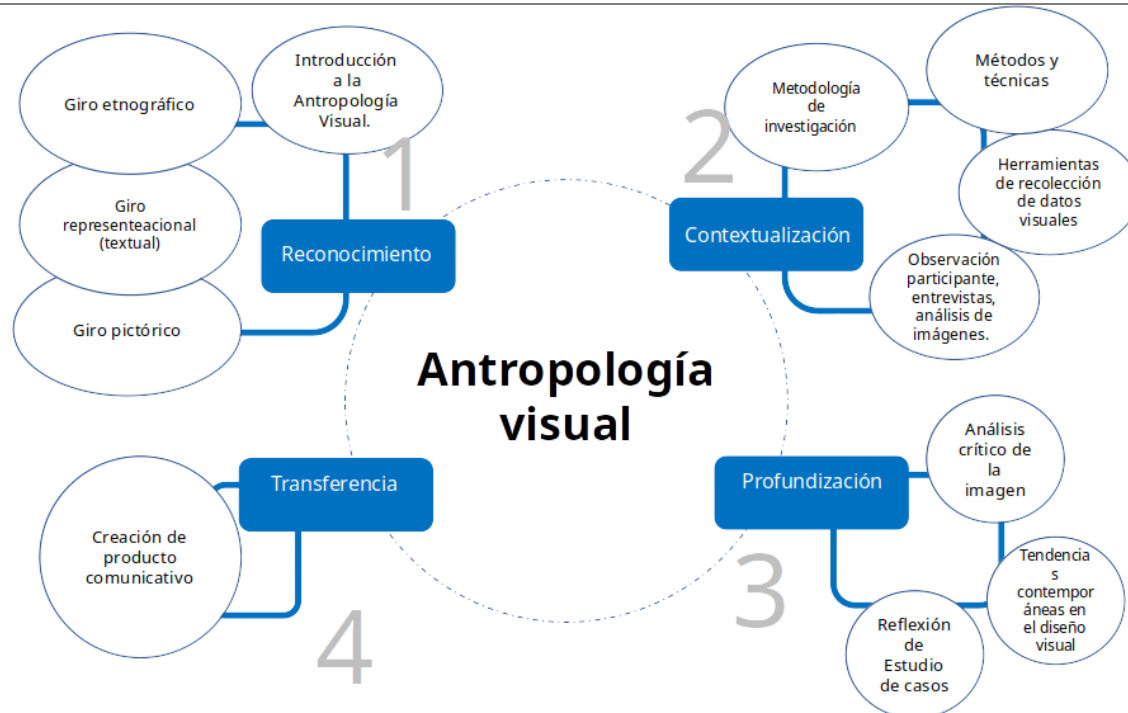 Introducción
a la
Antropología
Visual.
Giro etnográfico
Giro
representeacional
(textual)
Giro pictórico
1
Reconocimiento
2
Contextualización
Metodología
de
investigación
Métodos y
técnicas
Herramientas
de recolección
de datos
visuales
Observación
participante,
entrevistas,
análisis de
imágenes.
Antropología
visual
3
Profundización
Análisis
crítico de
la
imagen
Tendencia
s
contempor
áneas en
el diseño
visual
Reflexión
de
Estudio
de casos
4
Transferencia
Creación de
producto
comunicativo